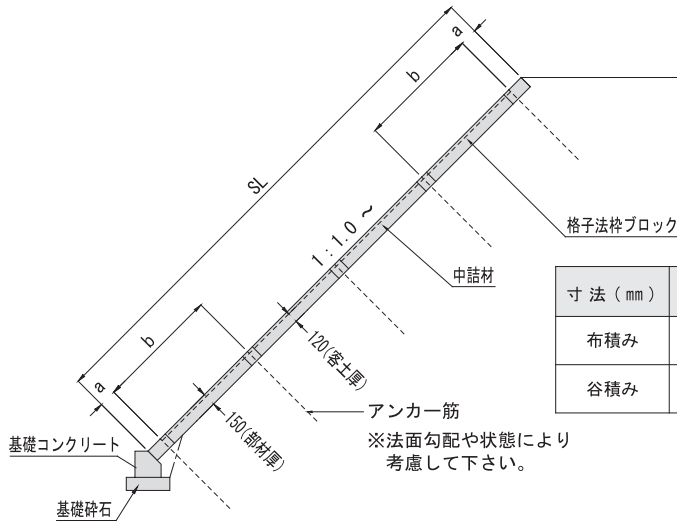 a
b
SL
1:1.0 ~
格子法枠ブロック
中詰材
寸 法 ( mm )
布積み
谷積み
b
120(客土厚)
a
150(部材厚)
アンカー筋
※法面勾配や状態により
考慮して下さい。
基礎コンクリート
基礎砕石